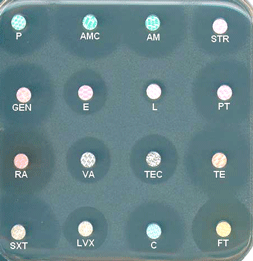 P AMC AM STR
GEN E L PT
RA VA TEC TE
SXT LVX C FT